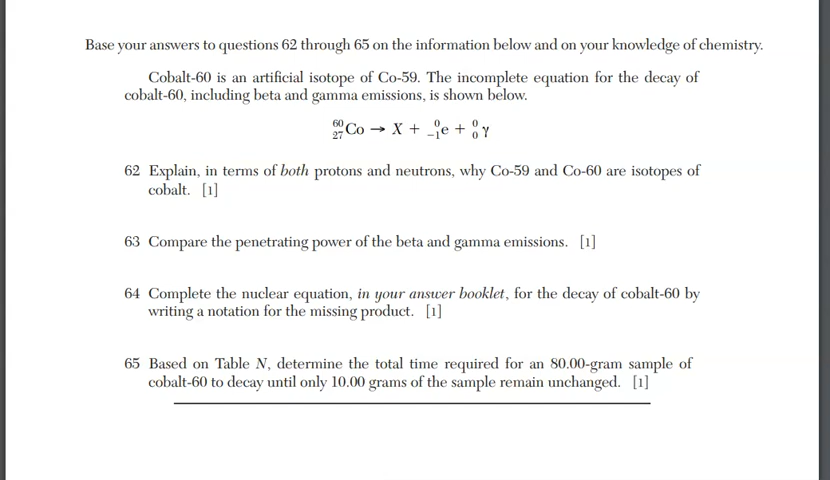 Base your answers to questions 62 through 65 on the information below and on your knowledge of chemistry.
Cobalt-60 is an artificial isotope of Co-59. The incomplete equation for the decay of
cobalt-60, including beta and gamma emissions, is shown below.
⁶⁰₂₇Co → X + ⁰₋₁e + ⁰₀γ
62 Explain, in terms of both protons and neutrons, why Co-59 and Co-60 are isotopes of
cobalt. [1]
63 Compare the penetrating power of the beta and gamma emissions. [1]
64 Complete the nuclear equation, in your answer booklet, for the decay of cobalt-60 by
writing a notation for the missing product. [1]
65 Based on Table N, determine the total time required for an 80.00-gram sample of
cobalt-60 to decay until only 10.00 grams of the sample remain unchanged. [1]